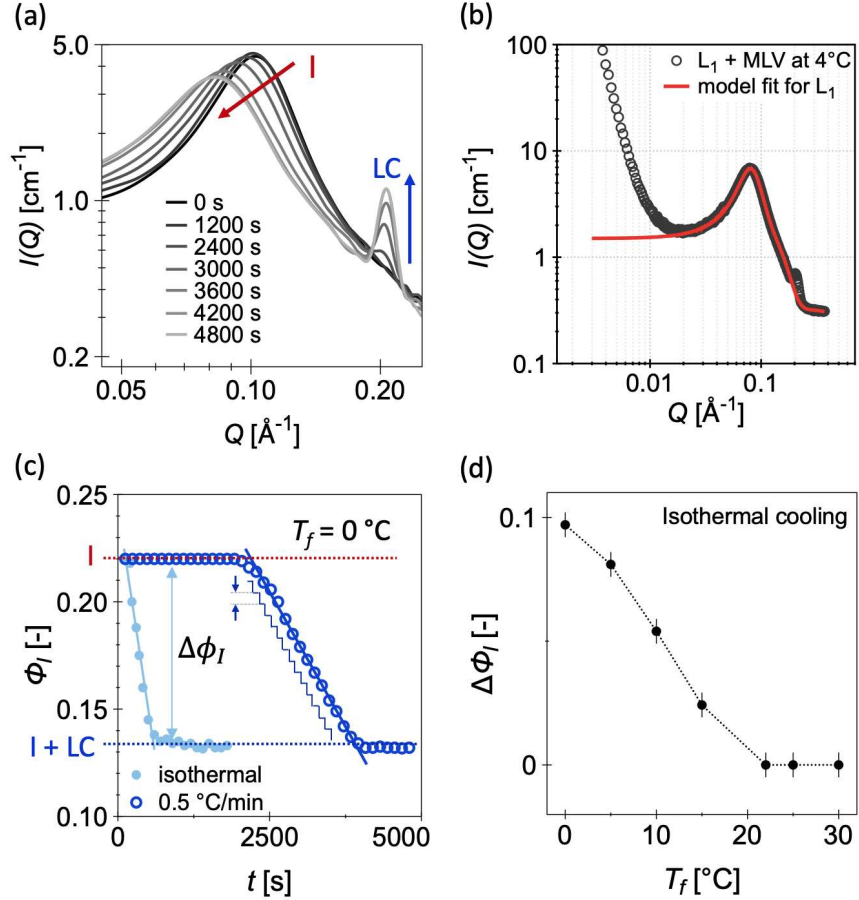 (a)
5.0
1.0
0.2
I(Q) [cm⁻¹]
I
LC
0 s
1200 s
2400 s
3000 s
3600 s
4200 s
4800 s
0.05 0.10 0.20
Q [Å⁻¹]
(b)
100
10
1
0.1
I(Q) [cm⁻¹]
L₁ + MLV at 4°C
model fit for L₁
0.01 0.1
Q [Å⁻¹]
(c)
0.25
0.20
0.15
0.10
Φ_I [-]
T_f = 0 °C
I
Δϕ_I
I + LC
isothermal
0.5 °C/min
0 2500 5000
t [s]
(d)
0.1
0
ΔΦ_I [-]
Isothermal cooling
0 10 20 30
T_f [°C]